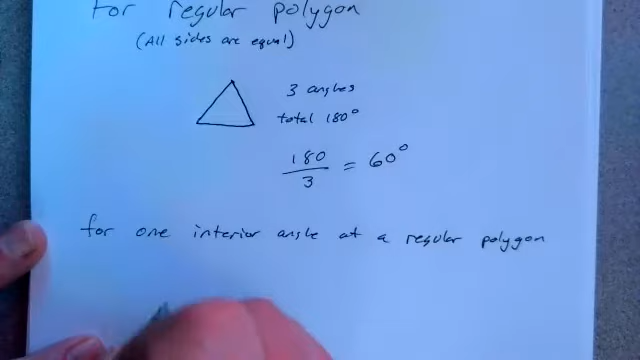 For regular polygon
(All sides are equal)
3 angles
total 180°
180/3 = 60°
for one interior angle at a regular polygon